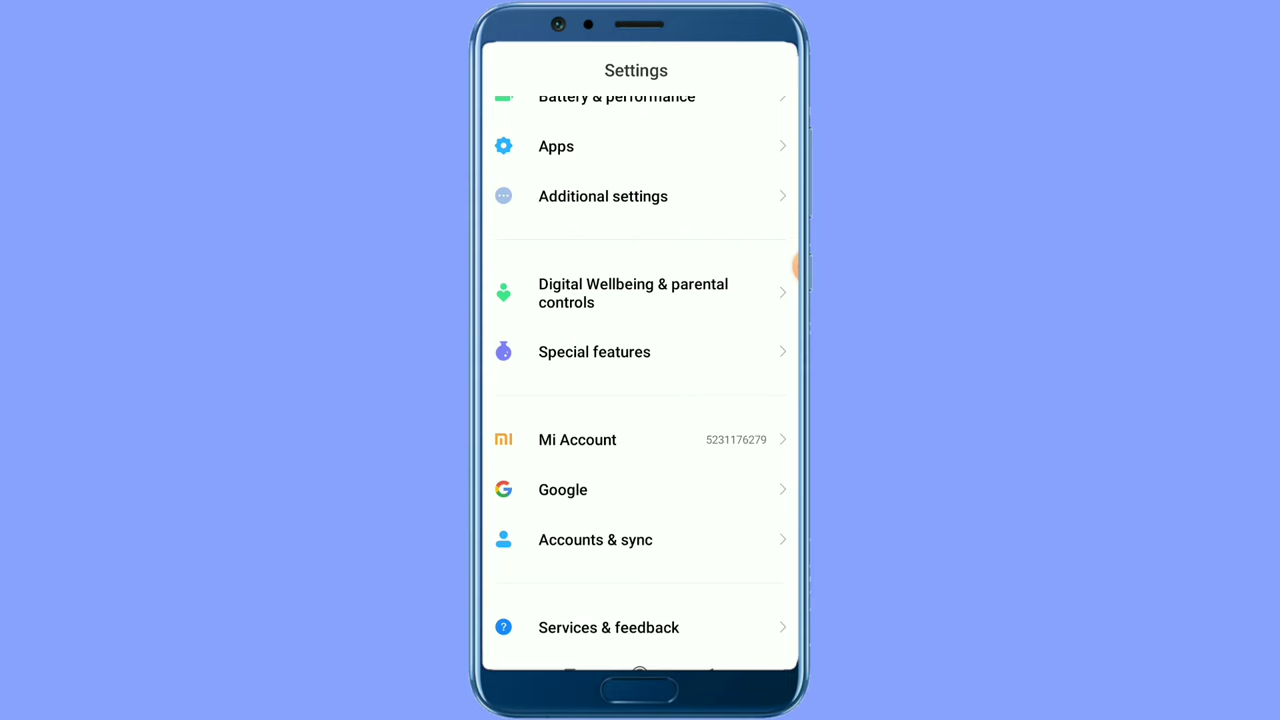 Settings
Battery & performance
Apps
Additional settings
Digital Wellbeing & parental
controls
Special features
Mi Account 5231176279
Google
Accounts & sync
Services & feedback